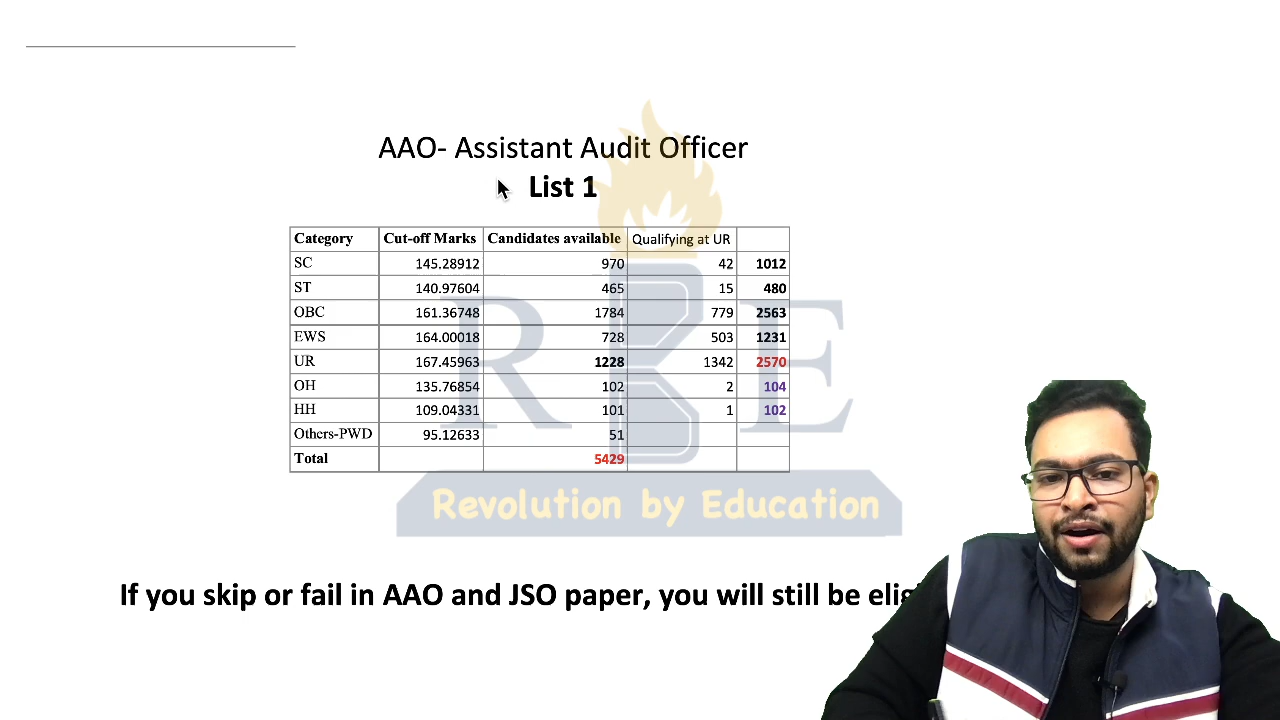 AAO- Assistant Audit Officer
List 1
Category Cut-off Marks Candidates available Qualifying at UR
SC 145.28912 970 42 1012
ST 140.97604 465 15 480
OBC 161.36748 1784 779 2563
EWS 164.00018 728 503 1231
UR 167.45963 1228 1342 2570
OH 135.76854 102 2 104
HH 109.04331 101 1 102
Others-PWD 95.12633 51
Total 5429
RBE
Revolution by Education
If you skip or fail in AAO and JSO paper, you will still be